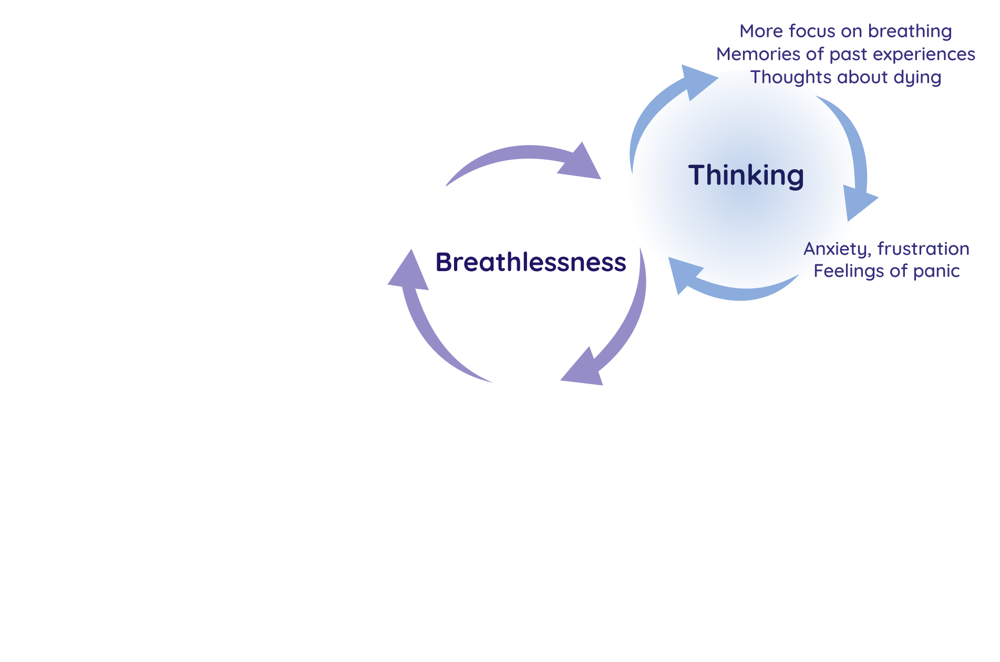 More focus on breathing
Memories of past experiences
Thoughts about dying
Thinking
Breathlessness
Anxiety, frustration
Feelings of panic